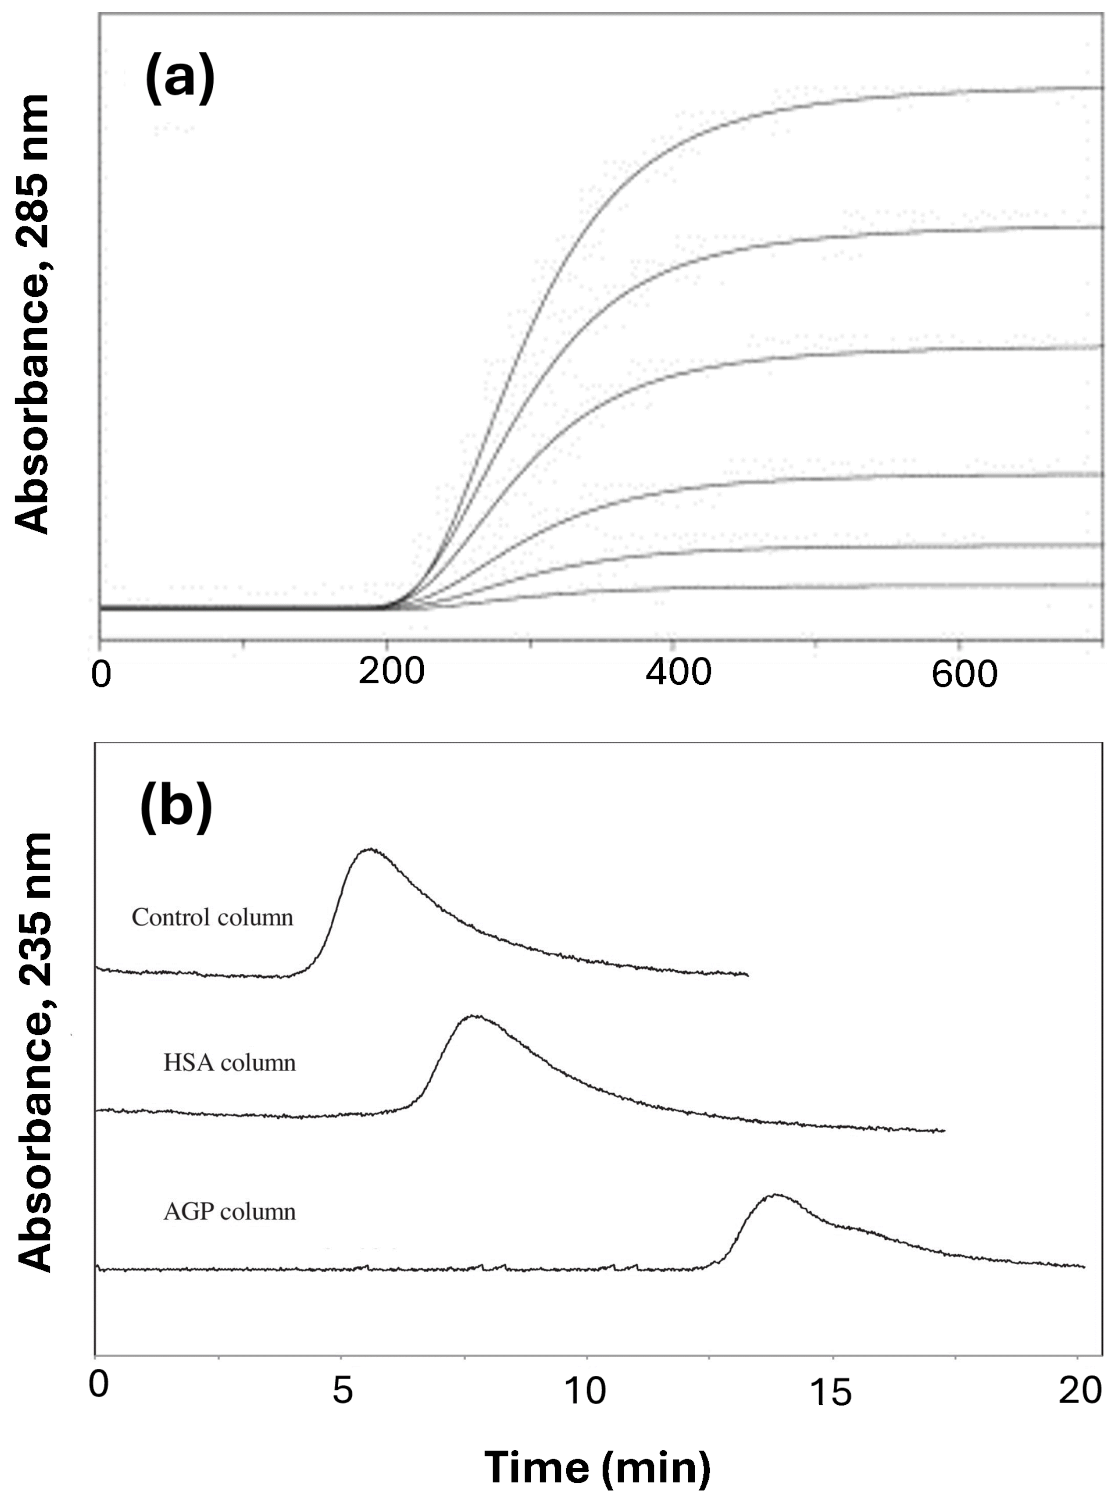 (a)
Absorbance, 285 nm
0 200 400 600
(b)
Absorbance, 235 nm
Control column
HSA column
AGP column
0 5 10 15 20
Time (min)